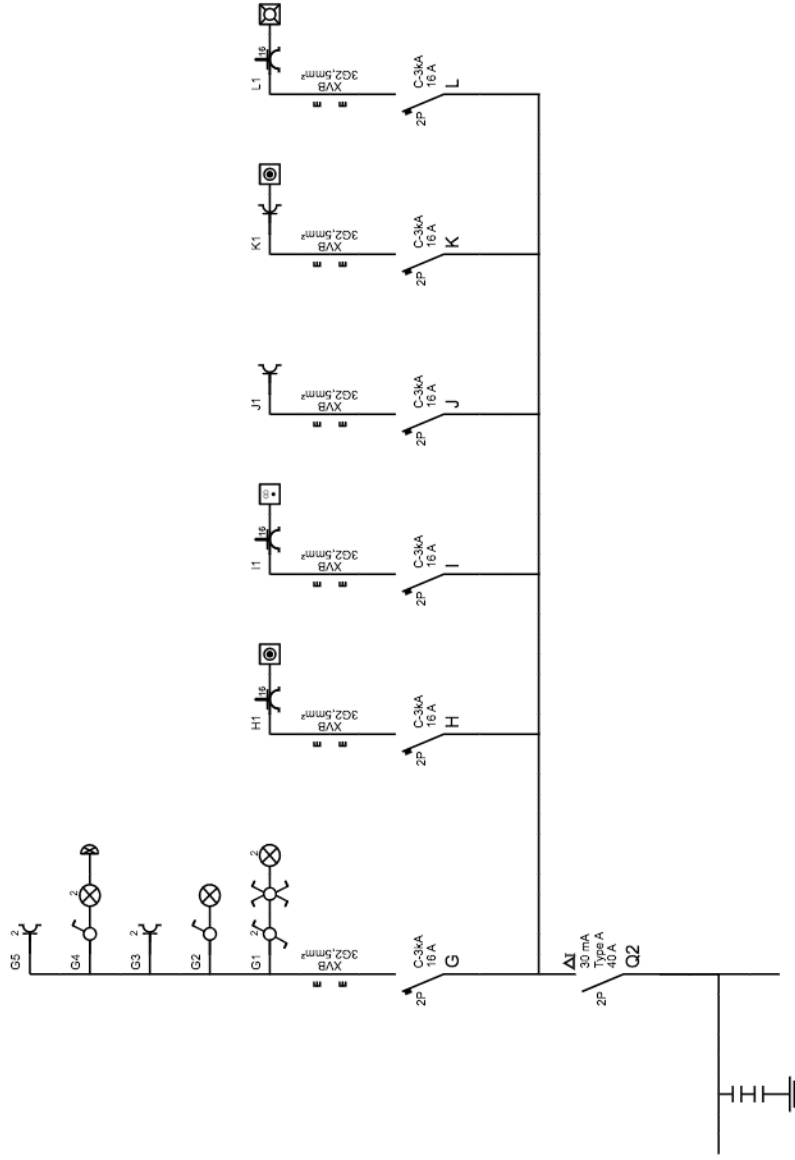 16
L1
XVB
3G2,5mm²
C-3kA
16 A
2P
L
K1
XVB
3G2,5mm²
C-3kA
16 A
2P
K
J1
XVB
3G2,5mm²
C-3kA
16 A
2P
J
16
I1
XVB
3G2,5mm²
C-3kA
16 A
2P
I
16
H1
XVB
3G2,5mm²
C-3kA
16 A
2P
H
G5
2
G4
2
G3
2
G2
G1
2
2
XVB
3G2,5mm²
C-3kA
16 A
2P
G
ΔI
30 mA
Type A
40 A
2P
Q2